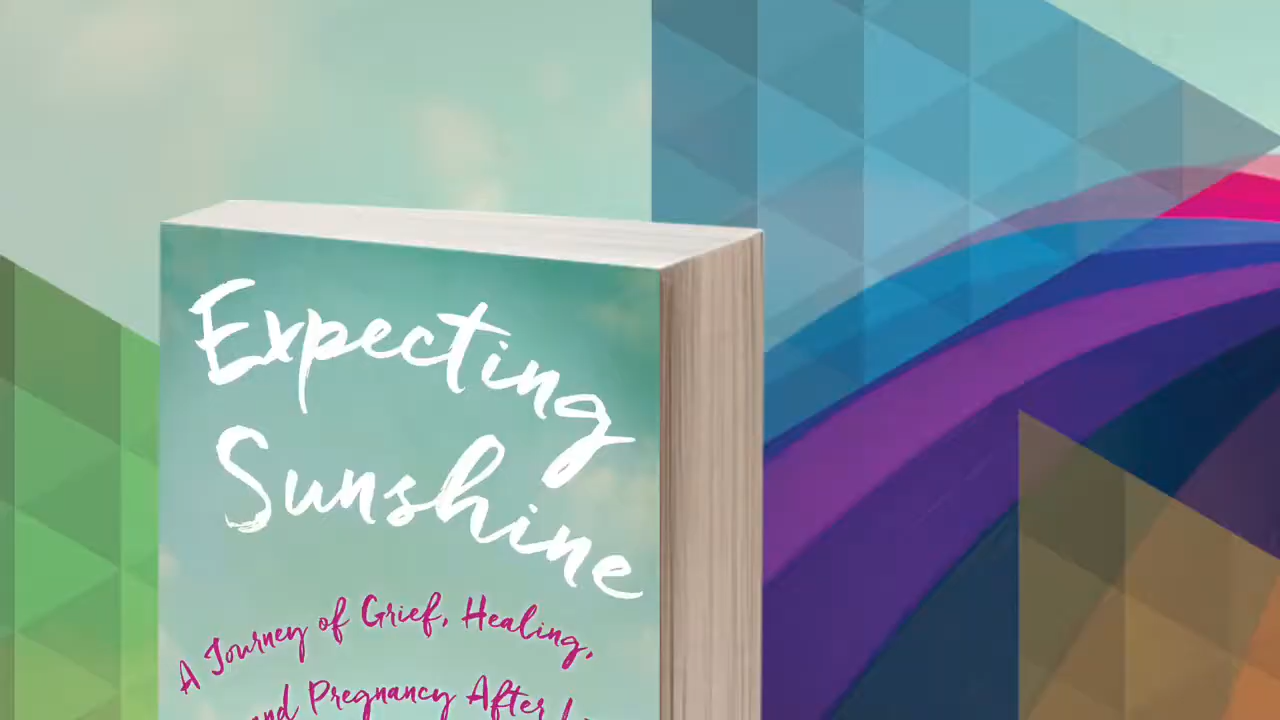 Expecting
Sunshine
A Journey of Grief, Healing,
and Pregnancy After